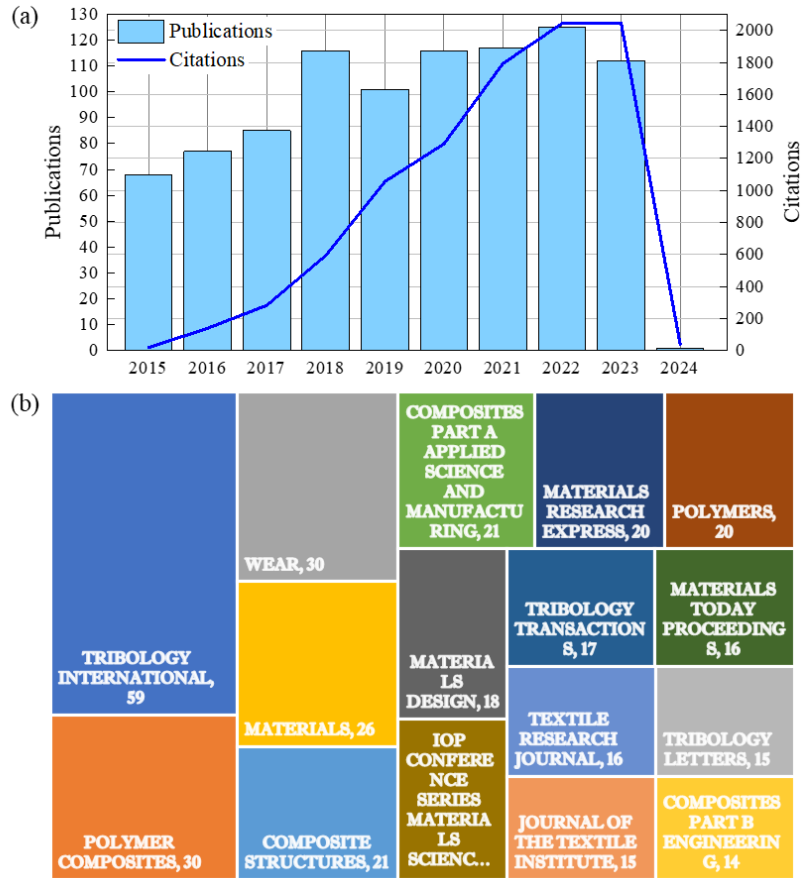 (a)
Publications
Citations
Publications
130
120
110
100
90
80
70
60
50
40
30
20
10
0
2000
1800
1600
1400
1200
1000
800
600
400
200
0
Citations
2015 2016 2017 2018 2019 2020 2021 2022 2023 2024
(b)
TRIBOLOGY
INTERNATIONAL,
59
POLYMER
COMPOSITES, 30
WEAR, 30
MATERIALS, 26
COMPOSITE
STRUCTURES, 21
COMPOSITES
PART A
APPLIED
SCIENCE
AND
MANUFACTU
RING, 21
MATERIALS
RESEARCH
EXPRESS, 20
POLYMERS,
20
MATERIA
LS
DESIGN, 18
IOP
CONFERE
NCE
SERIES
MATERIA
LS
SCIENC...
TRIBOLOGY
TRANSACTION
S, 17
MATERIALS
TODAY
PROCEEDING
S, 16
TEXTILE
RESEARCH
JOURNAL, 16
TRIBOLOGY
LETTERS, 15
JOURNAL OF
THE TEXTILE
INSTITUTE, 15
COMPOSITES
PART B
ENGINEERIN
G, 14